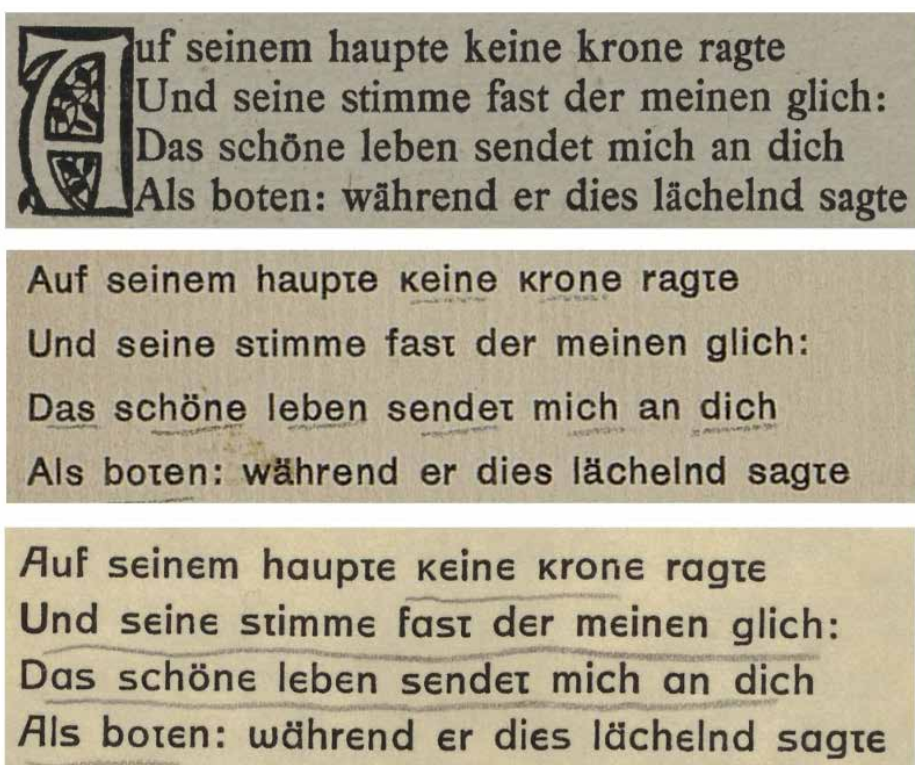 Auf seinem haupte keine krone ragte
Und seine stimme fast der meinen glich:
Das schöne leben sendet mich an dich
Als boten: während er dies lächelnd sagte
Auf seinem haupte keine krone ragte
Und seine stimme fast der meinen glich:
Das schöne leben sendet mich an dich
Als boten: während er dies lächelnd sagte
Auf seinem haupte keine krone ragte
Und seine stimme fast der meinen glich:
Das schöne leben sendet mich an dich
Als boten: während er dies lächelnd sagte